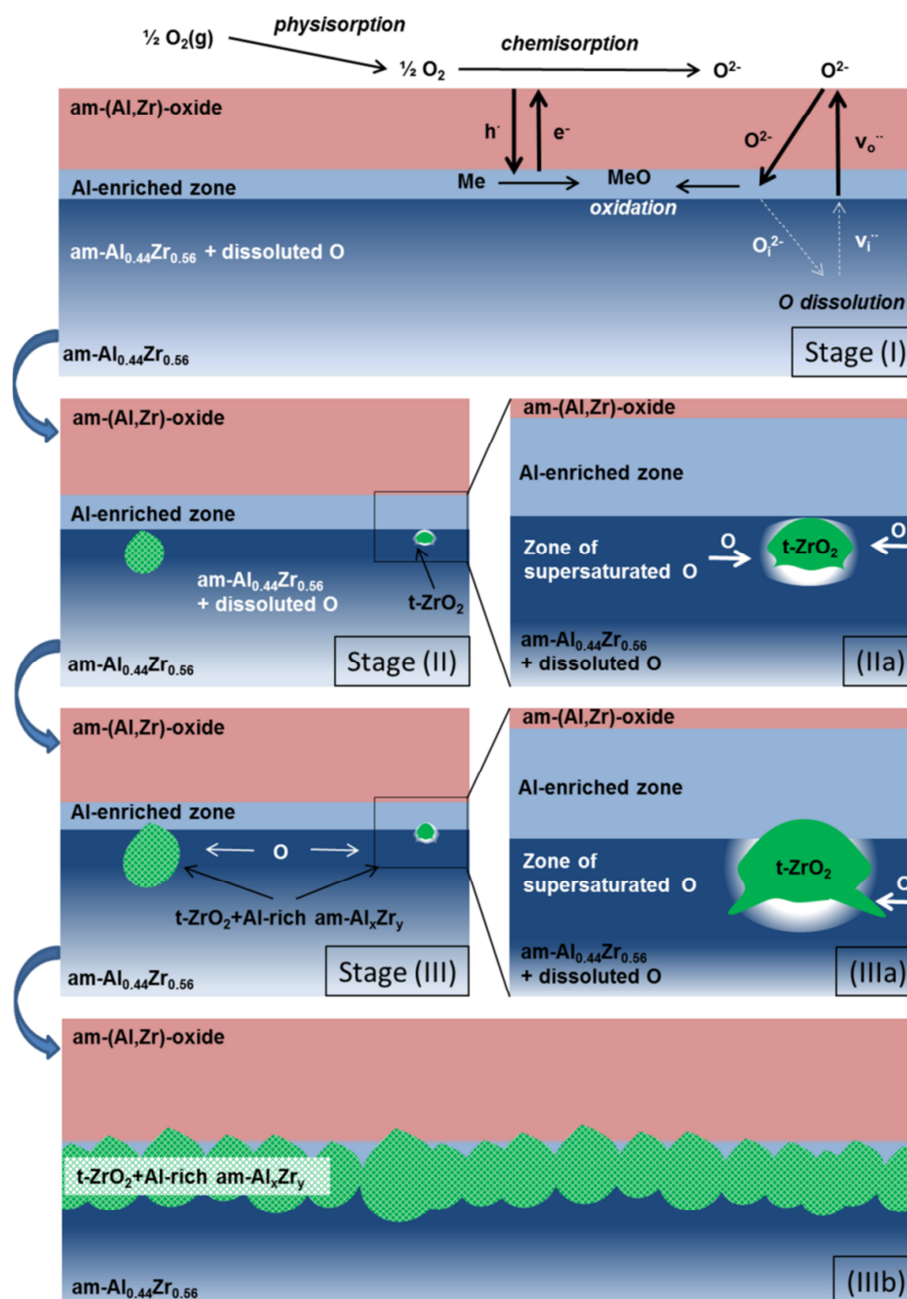 physisorption
½ O₂(g)
chemisorption
½ O₂
O²⁻
O²⁻
am-(Al,Zr)-oxide
h˙
e⁻
O²⁻
vₒ¨
Al-enriched zone
Me
MeO
oxidation
am-Al₀.₄₄Zr₀.₅₆ + dissoluted O
Oᵢ²⁻
vᵢ¨
O dissolution
am-Al₀.₄₄Zr₀.₅₆
Stage (I)
am-(Al,Zr)-oxide
Al-enriched zone
am-Al₀.₄₄Zr₀.₅₆
+ dissoluted O
t-ZrO₂
am-Al₀.₄₄Zr₀.₅₆
Stage (II)
am-(Al,Zr)-oxide
Al-enriched zone
Zone of
supersaturated O
O
t-ZrO₂
O
am-Al₀.₄₄Zr₀.₅₆
+ dissoluted O
(IIa)
am-(Al,Zr)-oxide
Al-enriched zone
O
t-ZrO₂+Al-rich am-AlₓZrᵧ
am-Al₀.₄₄Zr₀.₅₆
Stage (III)
am-(Al,Zr)-oxide
Al-enriched zone
Zone of
supersaturated O
t-ZrO₂
O
am-Al₀.₄₄Zr₀.₅₆
+ dissoluted O
(IIIa)
am-(Al,Zr)-oxide
t-ZrO₂+Al-rich am-AlₓZrᵧ
am-Al₀.₄₄Zr₀.₅₆
(IIIb)